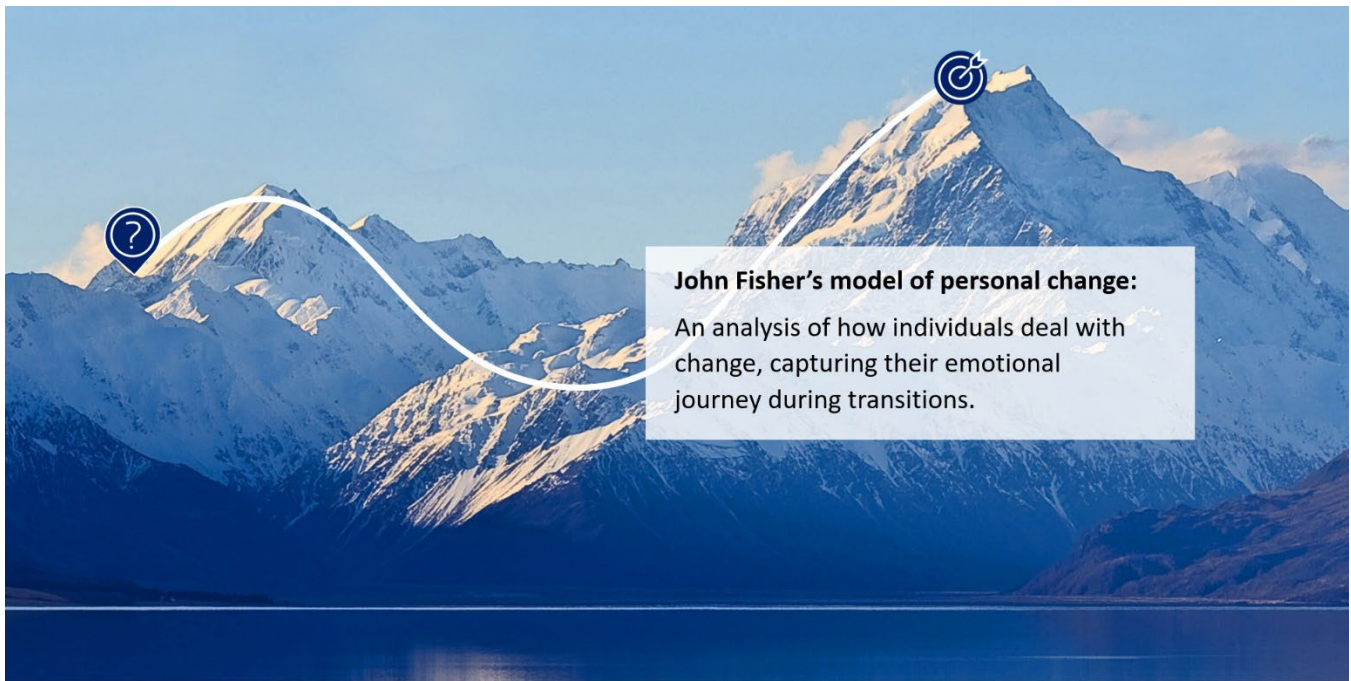 ?
John Fisher’s model of personal change:
An analysis of how individuals deal with
change, capturing their emotional
journey during transitions.